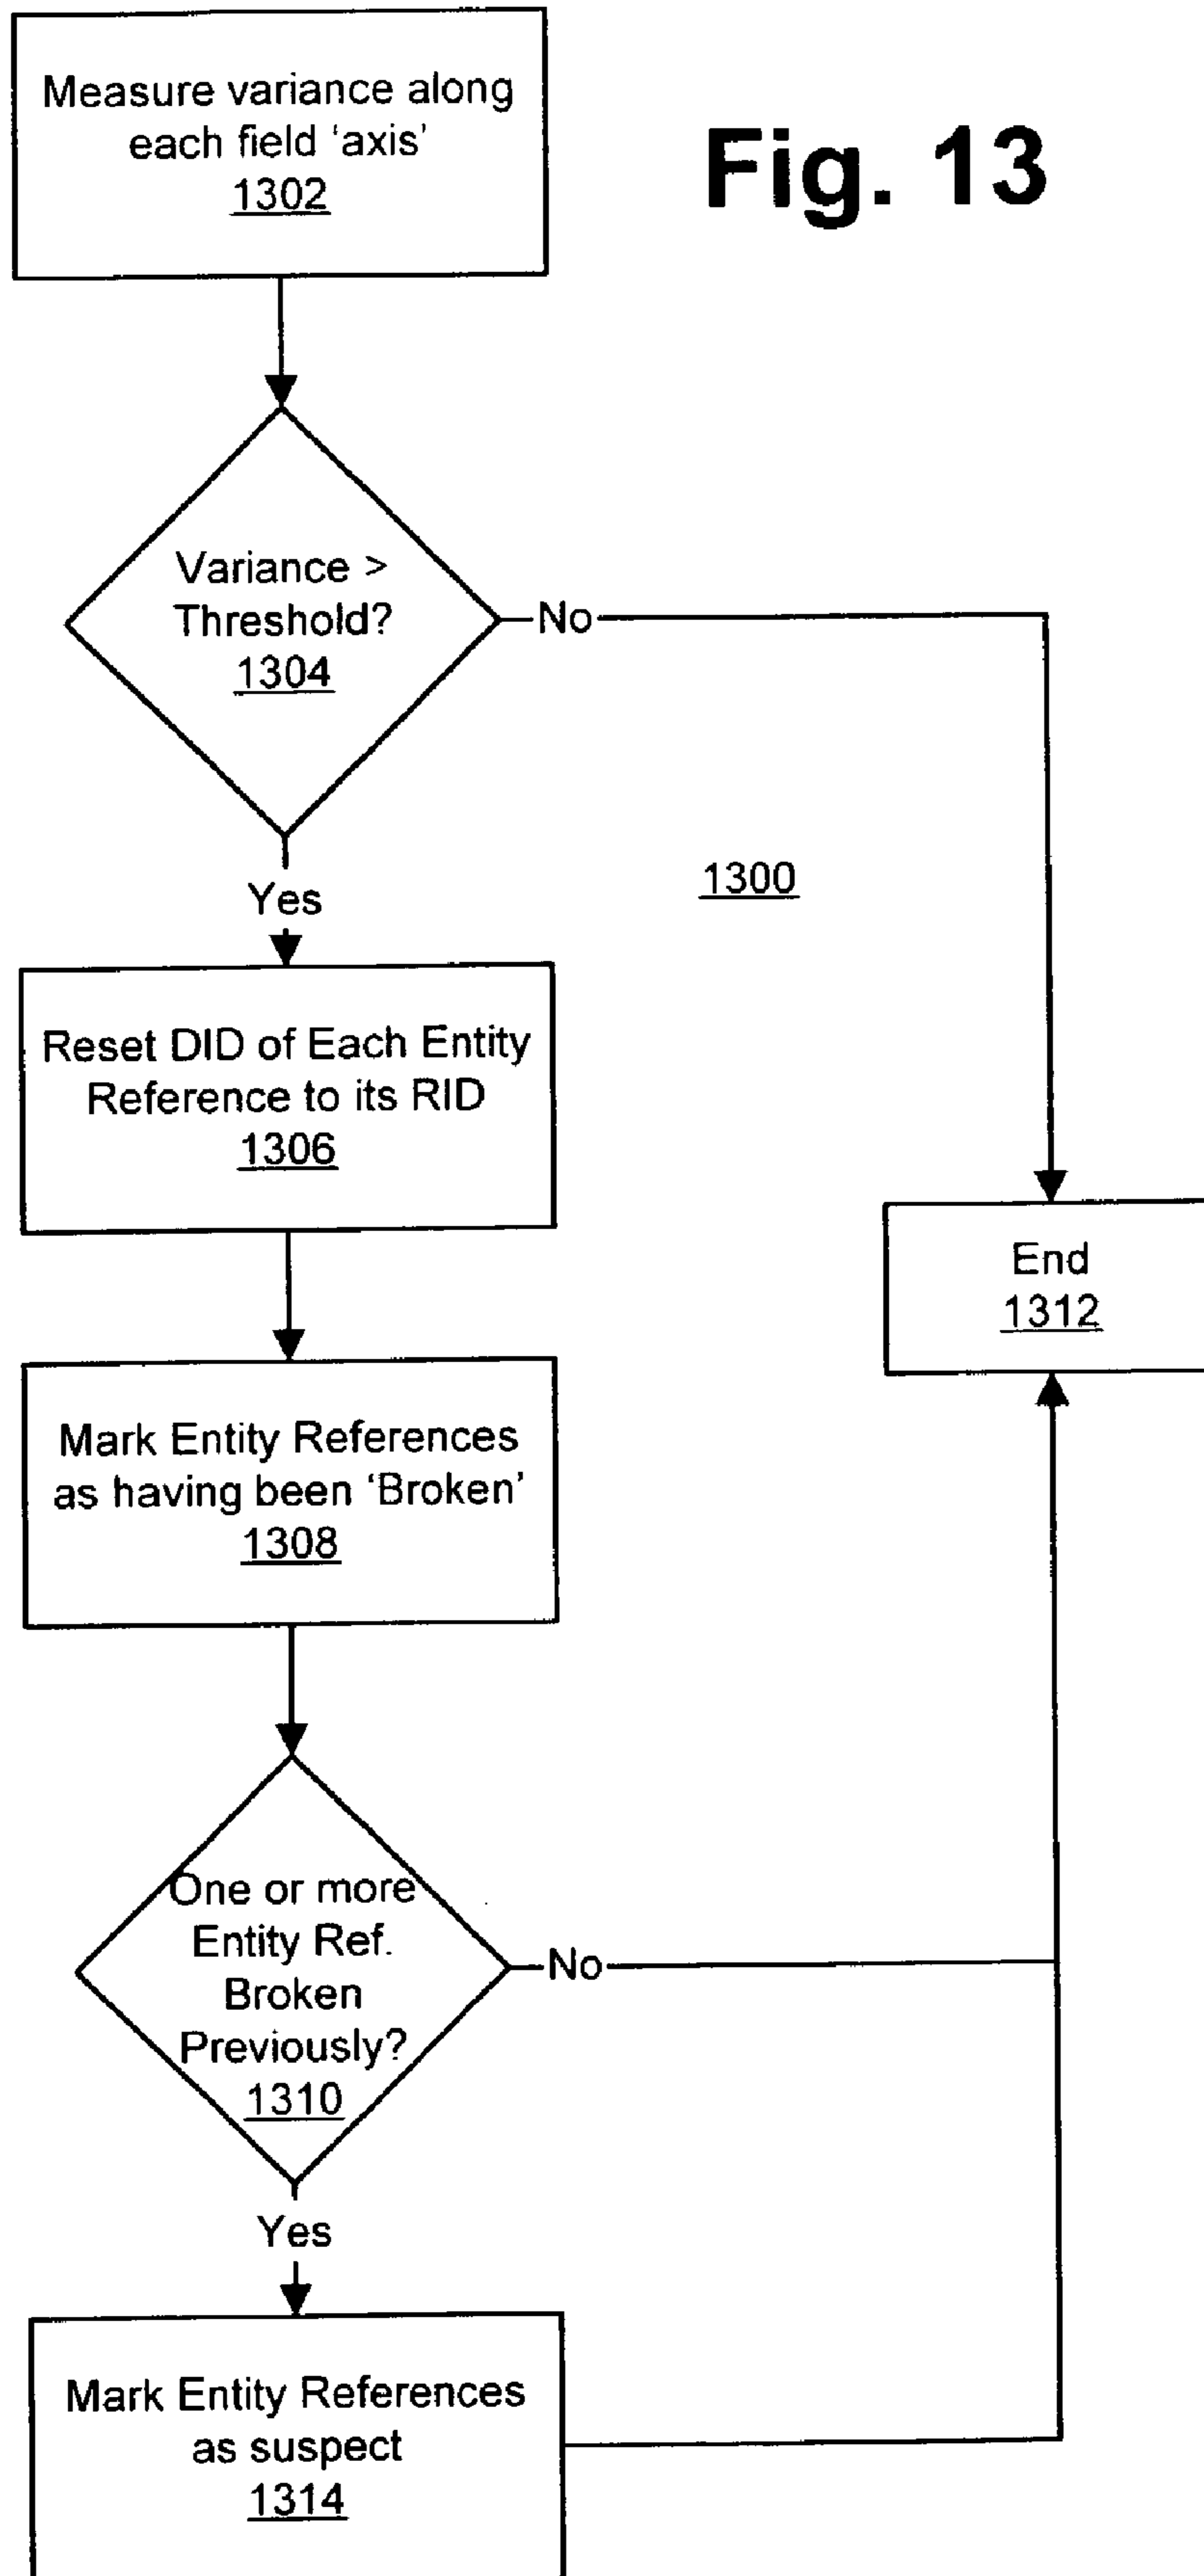 Measure variance along
each field ‘axis’
1302
Fig. 13
Variance >
Threshold?
1304
No
Yes
1300
Reset DID of Each Entity
Reference to its RID
1306
End
1312
Mark Entity References
as having been ‘Broken’
1308
One or more
Entity Ref.
Broken
Previously?
1310
No
Yes
Mark Entity References
as suspect
1314